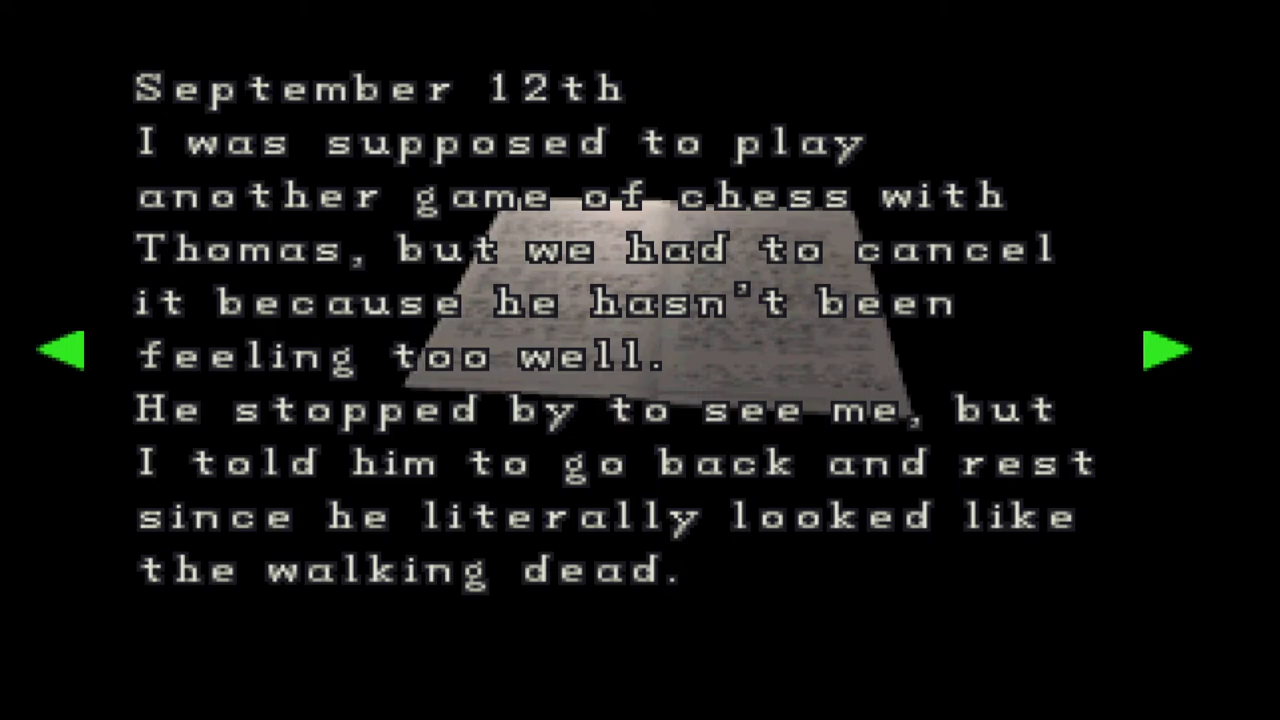 September 12th
I was supposed to play
another game of chess with
Thomas, but we had to cancel
it because he hasn't been
feeling too well.
He stopped by to see me, but
I told him to go back and rest
since he literally looked like
the walking dead.